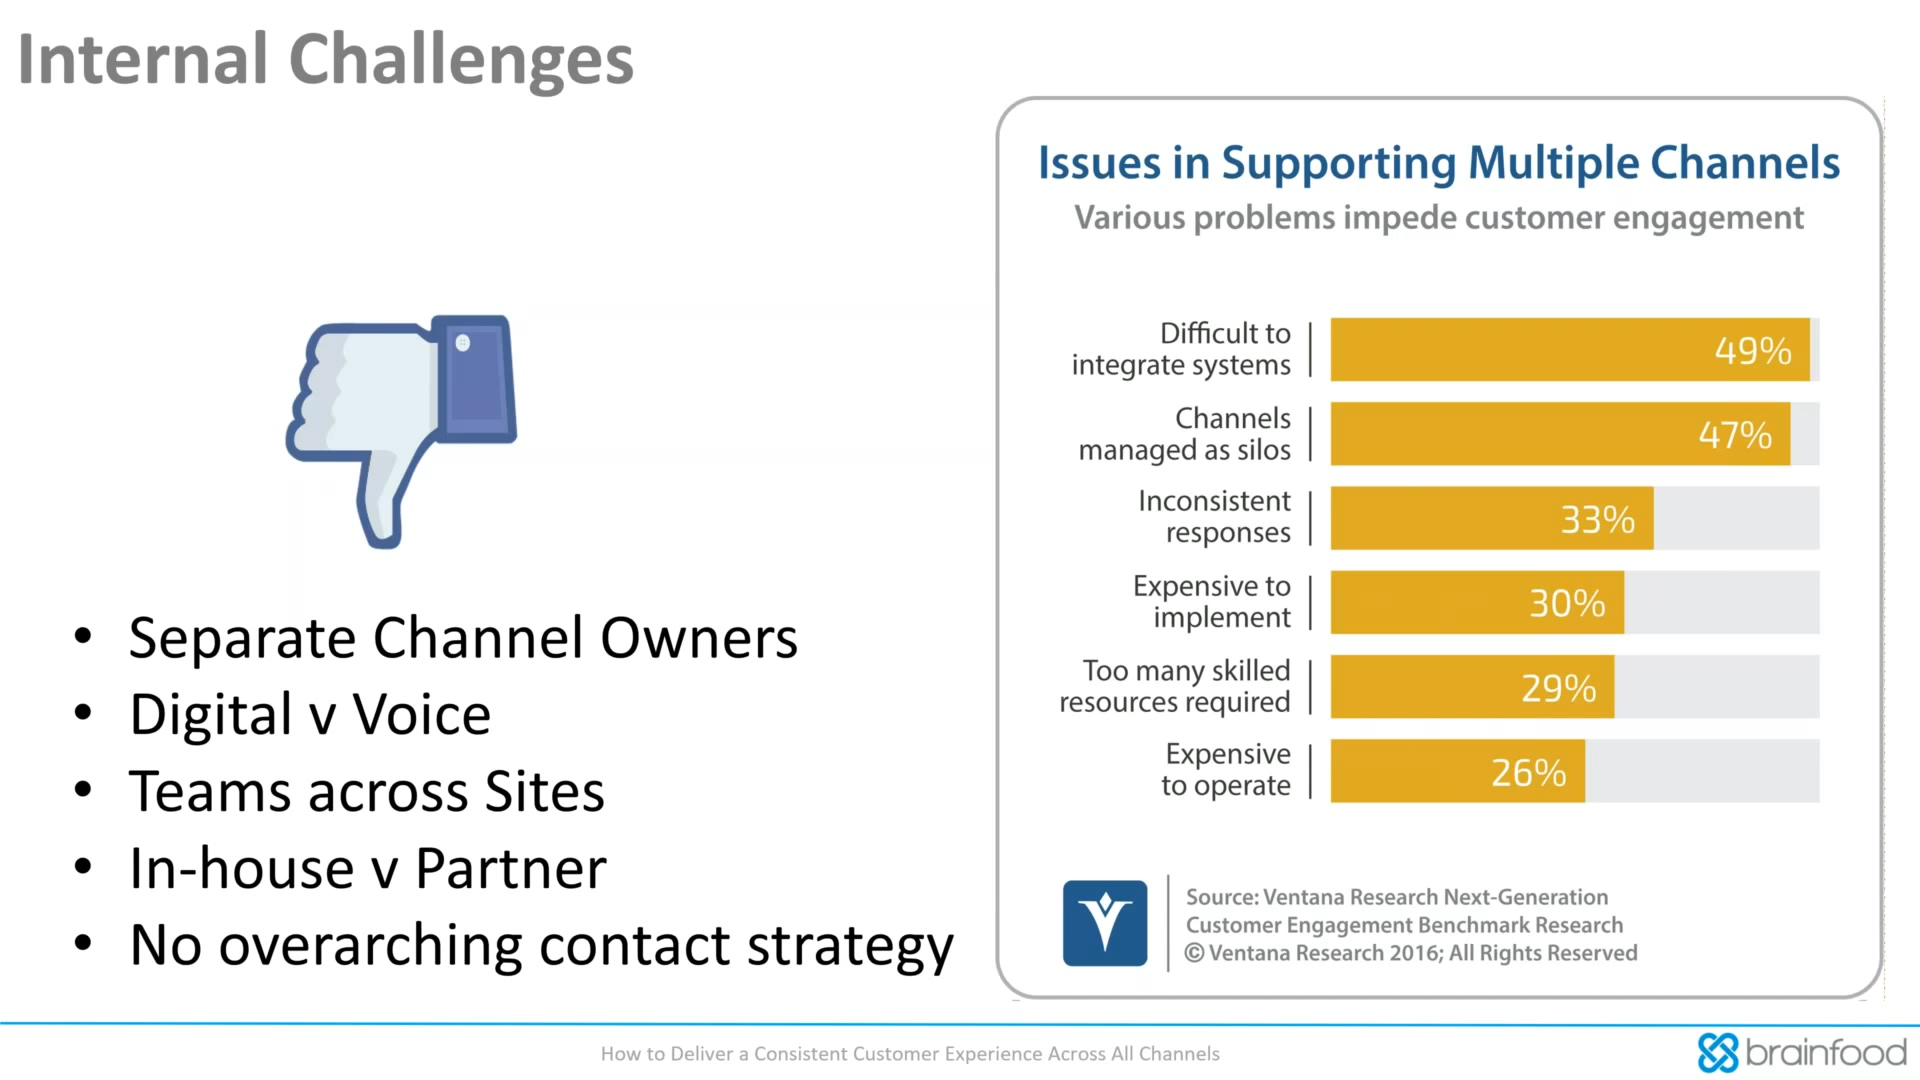 Internal Challenges
• Separate Channel Owners
• Digital v Voice
• Teams across Sites
• In-house v Partner
• No overarching contact strategy
Issues in Supporting Multiple Channels
Various problems impede customer engagement
Difficult to
integrate systems
49%
Channels
managed as silos
47%
Inconsistent
responses
33%
Expensive to
implement
30%
Too many skilled
resources required
29%
Expensive
to operate
26%
Source: Ventana Research Next-Generation
Customer Engagement Benchmark Research
© Ventana Research 2016; All Rights Reserved
How to Deliver a Consistent Customer Experience Across All Channels
brainfood